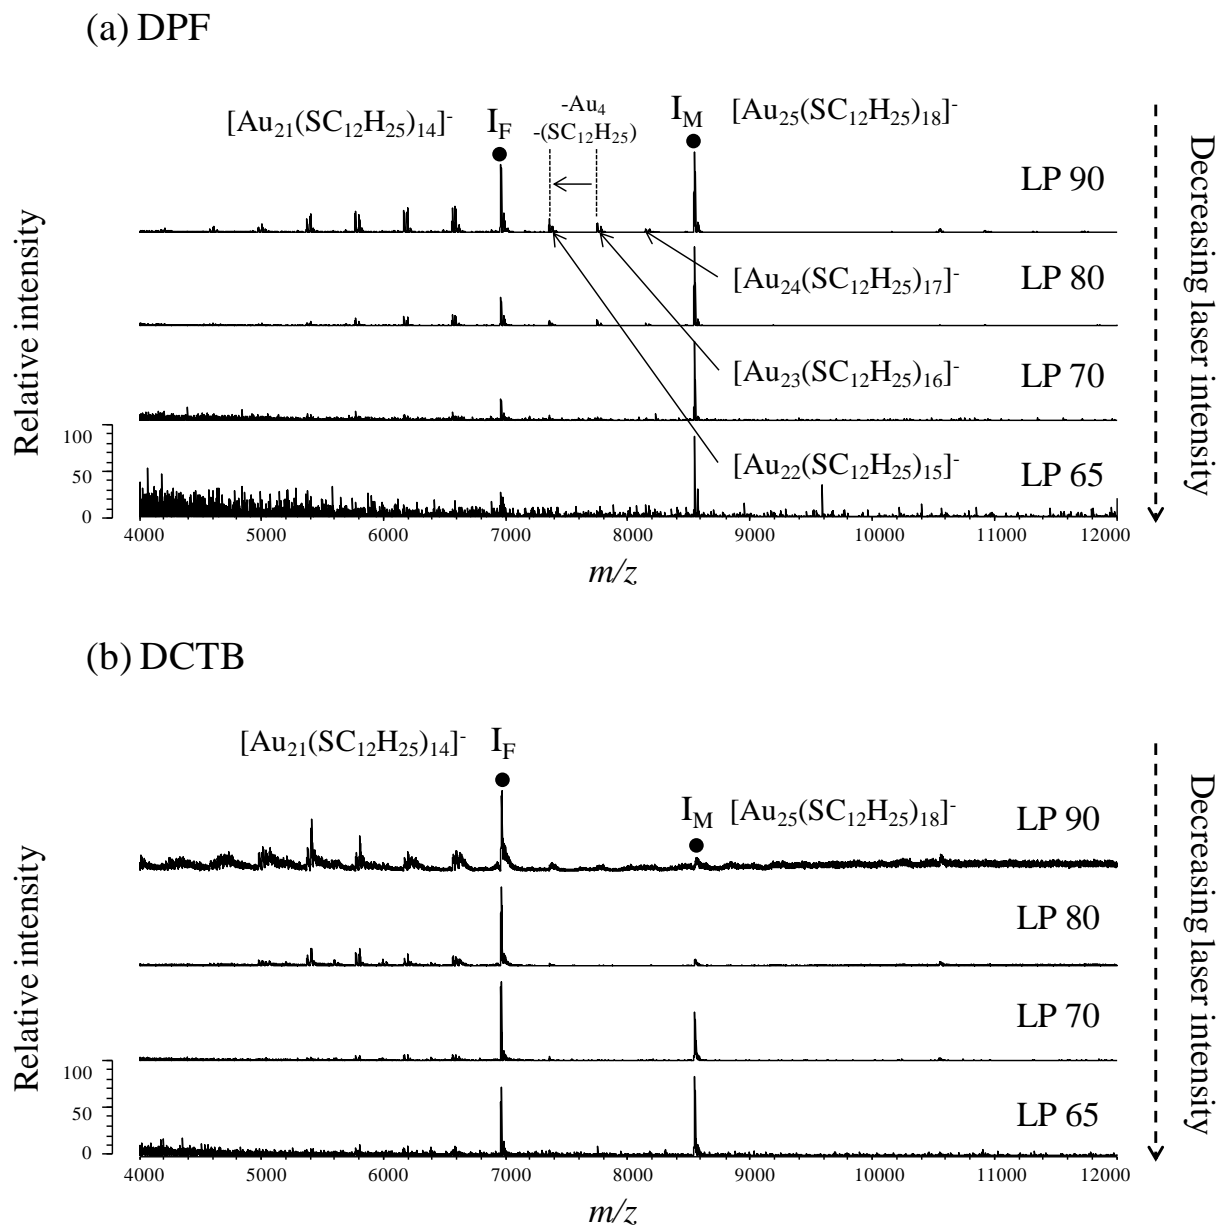 (a) DPF
[Au21(SC12H25)14]-
IF
-Au4
-(SC12H25)
IM
[Au25(SC12H25)18]-
LP 90
[Au24(SC12H25)17]-
LP 80
[Au23(SC12H25)16]-
LP 70
[Au22(SC12H25)15]-
LP 65
Relative intensity
Decreasing laser intensity
100
50
0
4000 5000 6000 7000 8000 9000 10000 11000 12000
m/z
(b) DCTB
[Au21(SC12H25)14]-
IF
IM
[Au25(SC12H25)18]-
LP 90
LP 80
LP 70
LP 65
Relative intensity
Decreasing laser intensity
100
50
0
4000 5000 6000 7000 8000 9000 10000 11000 12000
m/z